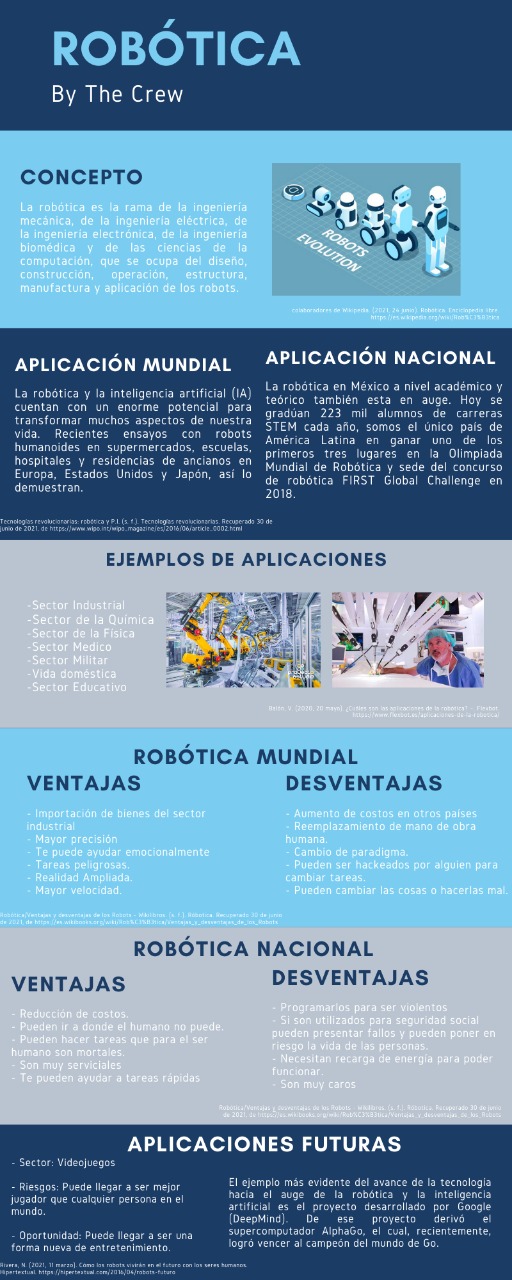 ROBÓTICA
By The Crew
CONCEPTO
La robótica es la rama de la ingeniería
mecánica, de la ingeniería eléctrica, de
la ingeniería electrónica, de la ingeniería
biomédica y de las ciencias de la
computación, que se ocupa del diseño,
construcción, operación, estructura,
manufactura y aplicación de los robots.
ROBOTS
EVOLUTION
colaboradores de Wikipedia. (2021, 24 junio). Robótica. Enciclopedia libre.
https://es.wikipedia.org/wiki/Rob%C3%B3tica
APLICACIÓN MUNDIAL
La robótica y la inteligencia artificial (IA)
cuentan con un enorme potencial para
transformar muchos aspectos de nuestra
vida. Recientes ensayos con robots
humanoides en supermercados, escuelas,
hospitales y residencias de ancianos en
Europa, Estados Unidos y Japón, así lo
demuestran.
Tecnologías revolucionarias: robótica y P.I. (s. f.). Tecnologías revolucionarias. Recuperado 30 de
junio de 2021, de https://www.wipo.int/wipo_magazine/es/2016/06/article_0002.html
APLICACIÓN NACIONAL
La robótica en México a nivel académico y
teórico también esta en auge. Hoy se
gradúan 223 mil alumnos de carreras
STEM cada año, somos el único país de
América Latina en ganar uno de los
primeros tres lugares en la Olimpiada
Mundial de Robótica y sede del concurso
de robótica FIRST Global Challenge en
2018.
EJEMPLOS DE APLICACIONES
-Sector Industrial
-Sector de la Química
-Sector de la Física
-Sector Medico
-Sector Militar
-Vida doméstica
-Sector Educativo
V. (2020, 20 mayo). ¿Cuáles son las aplicaciones de la robótica? - Flexbot.
https://www.flexbot.es/aplicaciones-de-la-robotica/
ROBÓTICA MUNDIAL
VENTAJAS
- Importación de bienes del sector
industrial
- Mayor precisión
- Te puede ayudar emocionalmente
- Tareas peligrosas.
- Realidad Ampliada.
- Mayor velocidad.
Robótica/Ventajas y desventajas de los Robots - Wikilibros. (s. f.). Robótica. Recuperado 30 de junio
de 2021, de https://es.wikibooks.org/wiki/Rob%C3%B3tica/Ventajas_y_desventajas_de_los_Robots
DESVENTAJAS
- Aumento de costos en otros países
- Reemplazamiento de mano de obra
humana.
- Cambio de paradigma.
- Pueden ser hackeados por alguien para
cambiar tareas.
- Pueden cambiar las cosas o hacerlas mal.
ROBÓTICA NACIONAL
VENTAJAS
- Reducción de costos.
- Pueden ir a donde el humano no puede.
- Pueden hacer tareas que para el ser
humano son mortales.
- Son muy serviciales
- Te pueden ayudar a tareas rápidas
DESVENTAJAS
- Programarlos para ser violentos
- Si son utilizados para seguridad social
pueden presentar fallos y pueden poner en
riesgo la vida de las personas.
- Necesitan recarga de energía para poder
funcionar.
- Son muy caros
Robótica/Ventajas y desventajas de los Robots - Wikilibros. (s. f.). Robótica. Recuperado 30 de junio
de 2021, de https://es.wikibooks.org/wiki/Rob%C3%B3tica/Ventajas_y_desventajas_de_los_Robots
APLICACIONES FUTURAS
- Sector: Videojuegos
- Riesgos: Puede llegar a ser mejor
jugador que cualquier persona en el
mundo.
- Oportunidad: Puede llegar a ser una
forma nueva de entretenimiento.
Rivera, N. (2021, 11 marzo). Cómo los robots vivirán en el futuro con los seres humanos.
Hipertextual. https://hipertextual.com/2016/04/robots-futuro
El ejemplo más evidente del avance de la tecnología
hacia el auge de la robótica y la inteligencia
artificial es el proyecto desarrollado por Google
(DeepMind). De ese proyecto derivó el
supercomputador AlphaGo, el cual, recientemente,
logró vencer al campeón del mundo de Go.